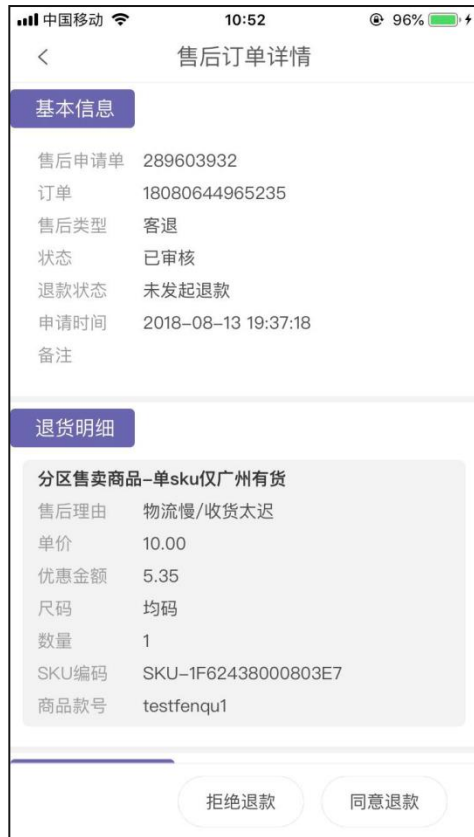 中国移动 10:52 96%
售后订单详情
基本信息
售后申请单 289603932
订单 18080644965235
售后类型 客退
状态 已审核
退款状态 未发起退款
申请时间 2018-08-13 19:37:18
备注
退货明细
分区售卖商品-单sku仅广州有货
售后理由 物流慢/收货太迟
单价 10.00
优惠金额 5.35
尺码 均码
数量 1
SKU编码 SKU-1F62438000803E7
商品款号 testfenqu1
拒绝退款 同意退款